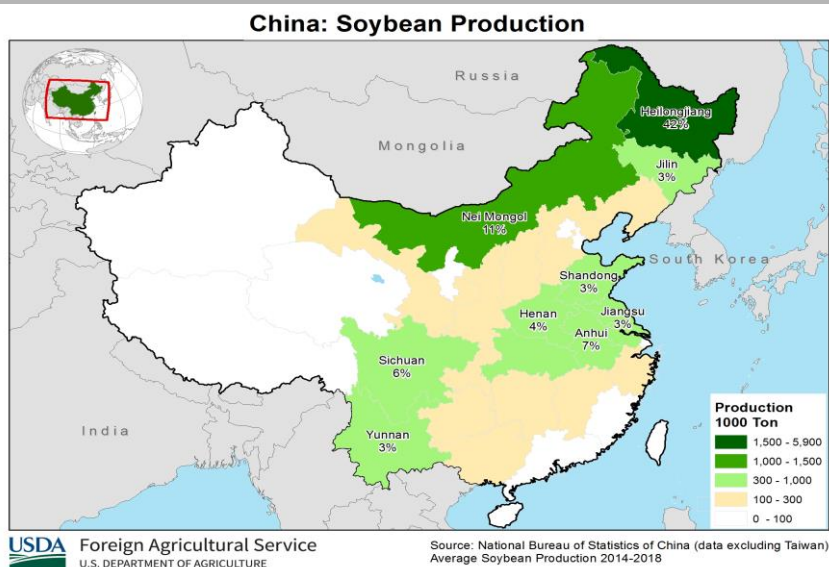 China: Soybean Production
Russia
Mongolia
Heilongjiang
42%
Jilin
3%
Nei Mongol
11%
South Korea
Shandong
3%
Henan
4%
Jiangsu
3%
Anhui
7%
Sichuan
6%
Yunnan
3%
India
Production
1000 Ton
1,500 - 5,900
1,000 - 1,500
300 - 1,000
100 - 300
0 - 100
USDA
Foreign Agricultural Service
U.S. DEPARTMENT OF AGRICULTURE
Source: National Bureau of Statistics of China (data excluding Taiwan)
Average Soybean Production 2014-2018